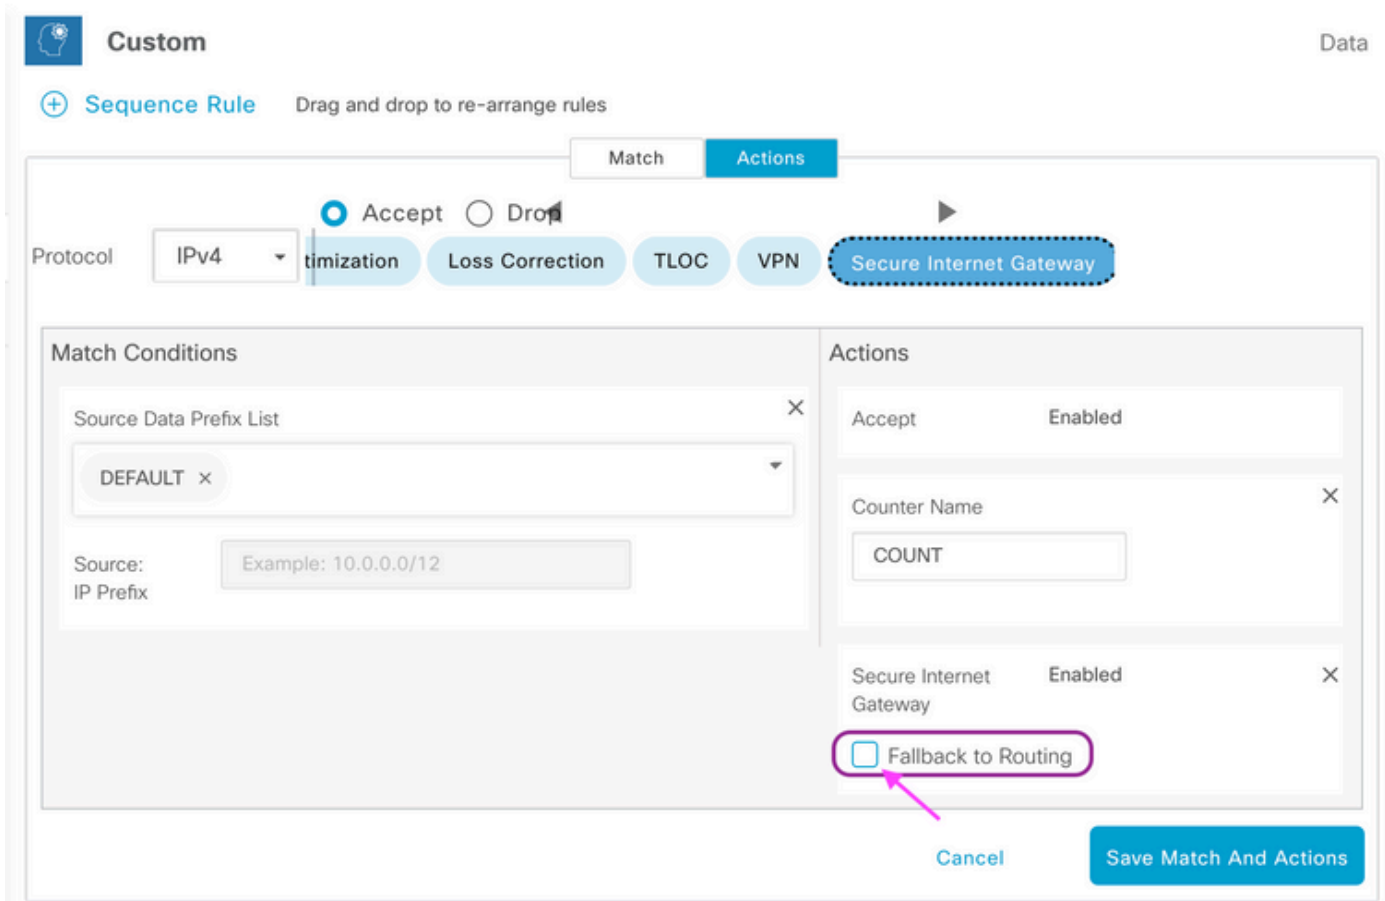 Custom
Data
Sequence Rule Drag and drop to re-arrange rules
Match Actions
Accept Drop
Protocol IPv4 timization Loss Correction TLOC VPN Secure Internet Gateway
Match Conditions
Actions
Source Data Prefix List
DEFAULT
Source:
IP Prefix
Example: 10.0.0.0/12
Accept Enabled
Counter Name
COUNT
Secure Internet
Gateway
Enabled
Fallback to Routing
Cancel
Save Match And Actions